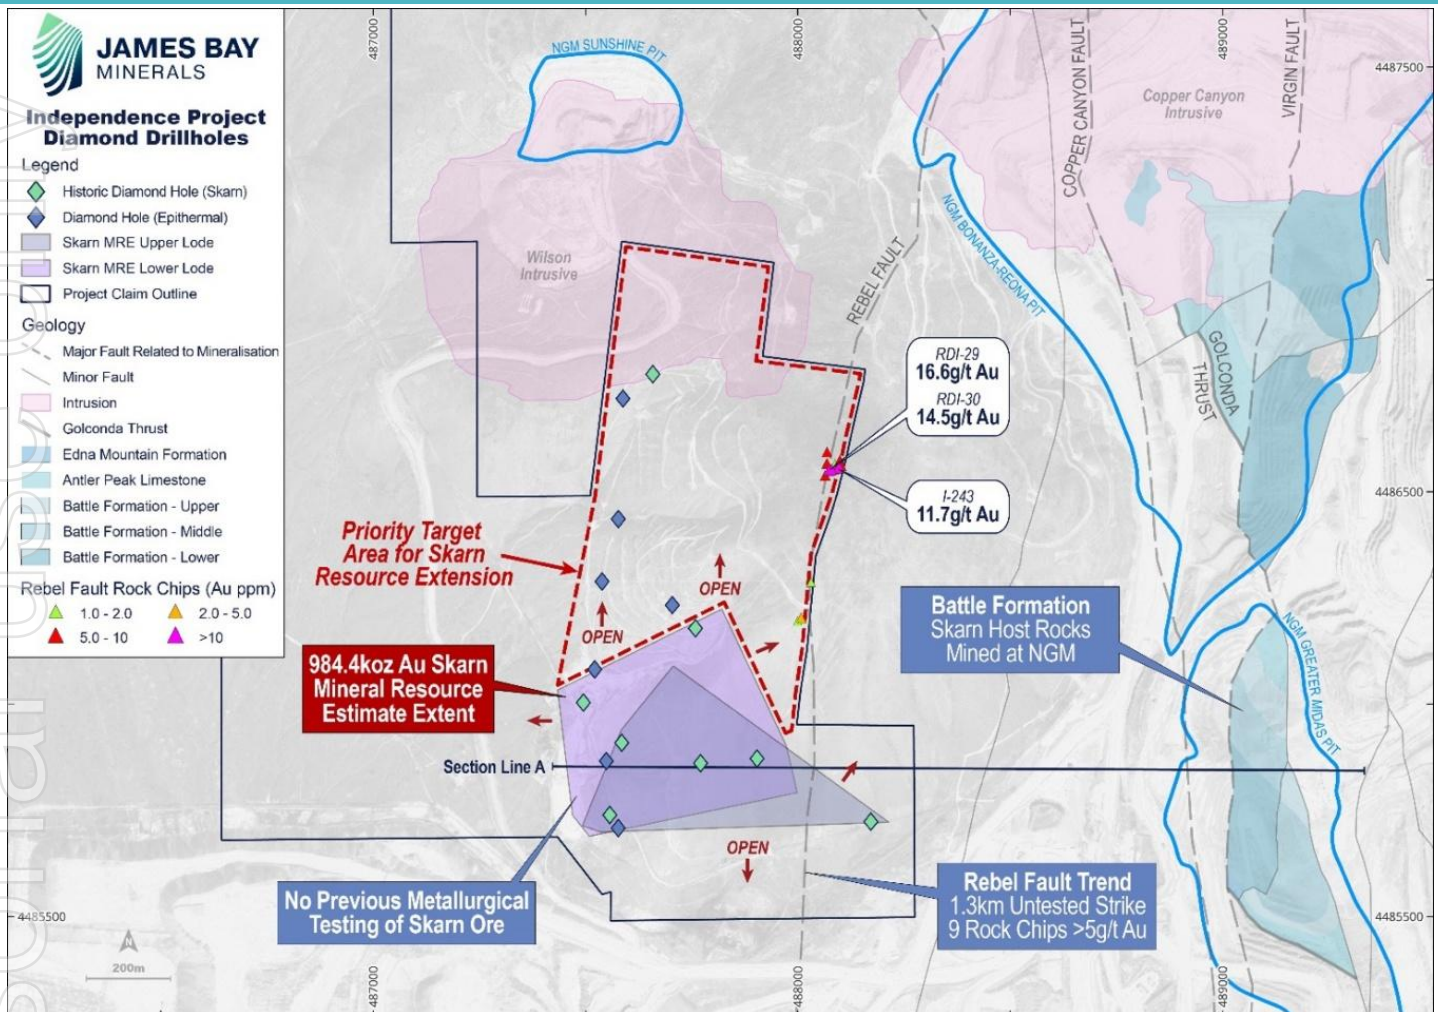 JAMES BAY
MINERALS
Independence Project
Diamond Drillholes
Legend
Historic Diamond Hole (Skarn)
Diamond Hole (Epithermal)
Skarn MRE Upper Lode
Skarn MRE Lower Lode
Project Claim Outline
Geology
Major Fault Related to Mineralisation
Minor Fault
Intrusion
Golconda Thrust
Edna Mountain Formation
Antler Peak Limestone
Battle Formation - Upper
Battle Formation - Middle
Battle Formation - Lower
Rebel Fault Rock Chips (Au ppm)
1.0 - 2.0
2.0 - 5.0
5.0 - 10
>10
487000
488000
489000
4487500
NGM SUNSHINE PIT
COPPER CANYON FAULT
Copper Canyon
Intrusive
VIRGIN FAULT
NGM BONANZA-REONA PIT
Wilson
Intrusive
REBEL FAULT
GOLCONDA
THRUST
RDI-29
16.6g/t Au
RDI-30
14.5g/t Au
I-243
11.7g/t Au
4486500
Priority Target
Area for Skarn
Resource Extension
OPEN
OPEN
Battle Formation
Skarn Host Rocks
Mined at NGM
NGM GREATER MIDAS PIT
984.4koz Au Skarn
Mineral Resource
Estimate Extent
Section Line A
OPEN
No Previous Metallurgical
Testing of Skarn Ore
Rebel Fault Trend
1.3km Untested Strike
9 Rock Chips >5g/t Au
4485500
4485500
N
200m
487000
488000
489000